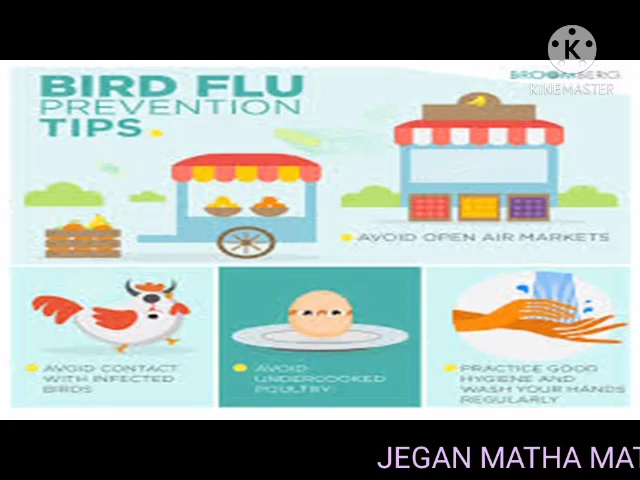 BROOMBERG
KINEMASTER
BIRD FLU
PREVENTION
TIPS
AVOID OPEN AIR MARKETS
AVOID CONTACT
WITH INFECTED
BIRDS
AVOID
UNDERCOOKED
POULTRY
PRACTICE GOOD
HYGIENE AND
WASH YOUR HANDS
REGULARLY
JEGAN MATHA MAT